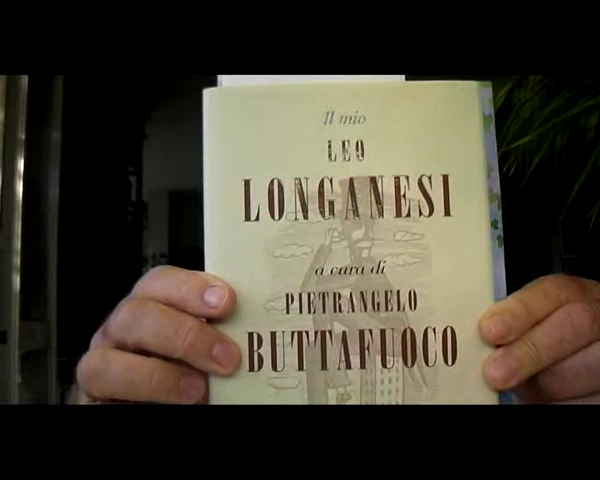 Il mio
LEO
LONGANESI
a cura di
PIETRANGELO
BUTTAFUOCO